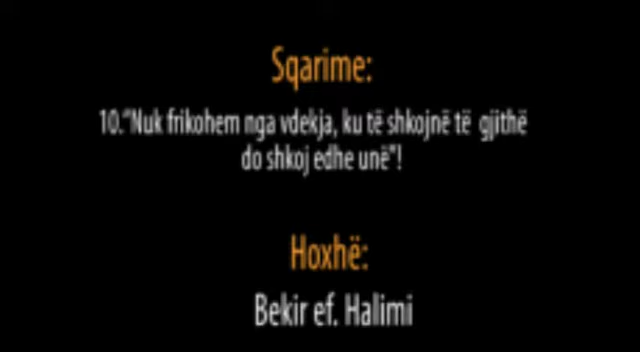 Sqarime:
10."Nuk frikohem nga vdekja, ku të shkojnë të gjithë
do shkoj edhe unë"!
Hoxhë:
Bekir ef. Halimi